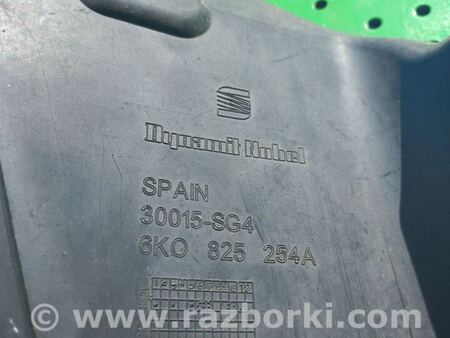 Dynamit Nobel
SPAIN
30015-SG4
6KO 825 254A
© www.razborki.com